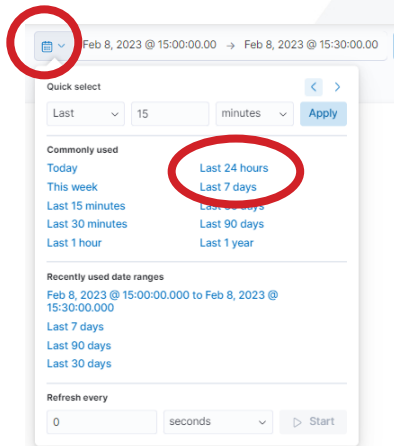 Feb 8, 2023 @ 15:00:00.00 → Feb 8, 2023 @ 15:30:00.00
Quick select
Last 15 minutes Apply
Commonly used
Today Last 24 hours
This week Last 7 days
Last 15 minutes Last 30 days
Last 30 minutes Last 90 days
Last 1 hour Last 1 year
Recently used date ranges
Feb 8, 2023 @ 15:00:00.000 to Feb 8, 2023 @
15:30:00.000
Last 7 days
Last 90 days
Last 30 days
Refresh every
0 seconds Start